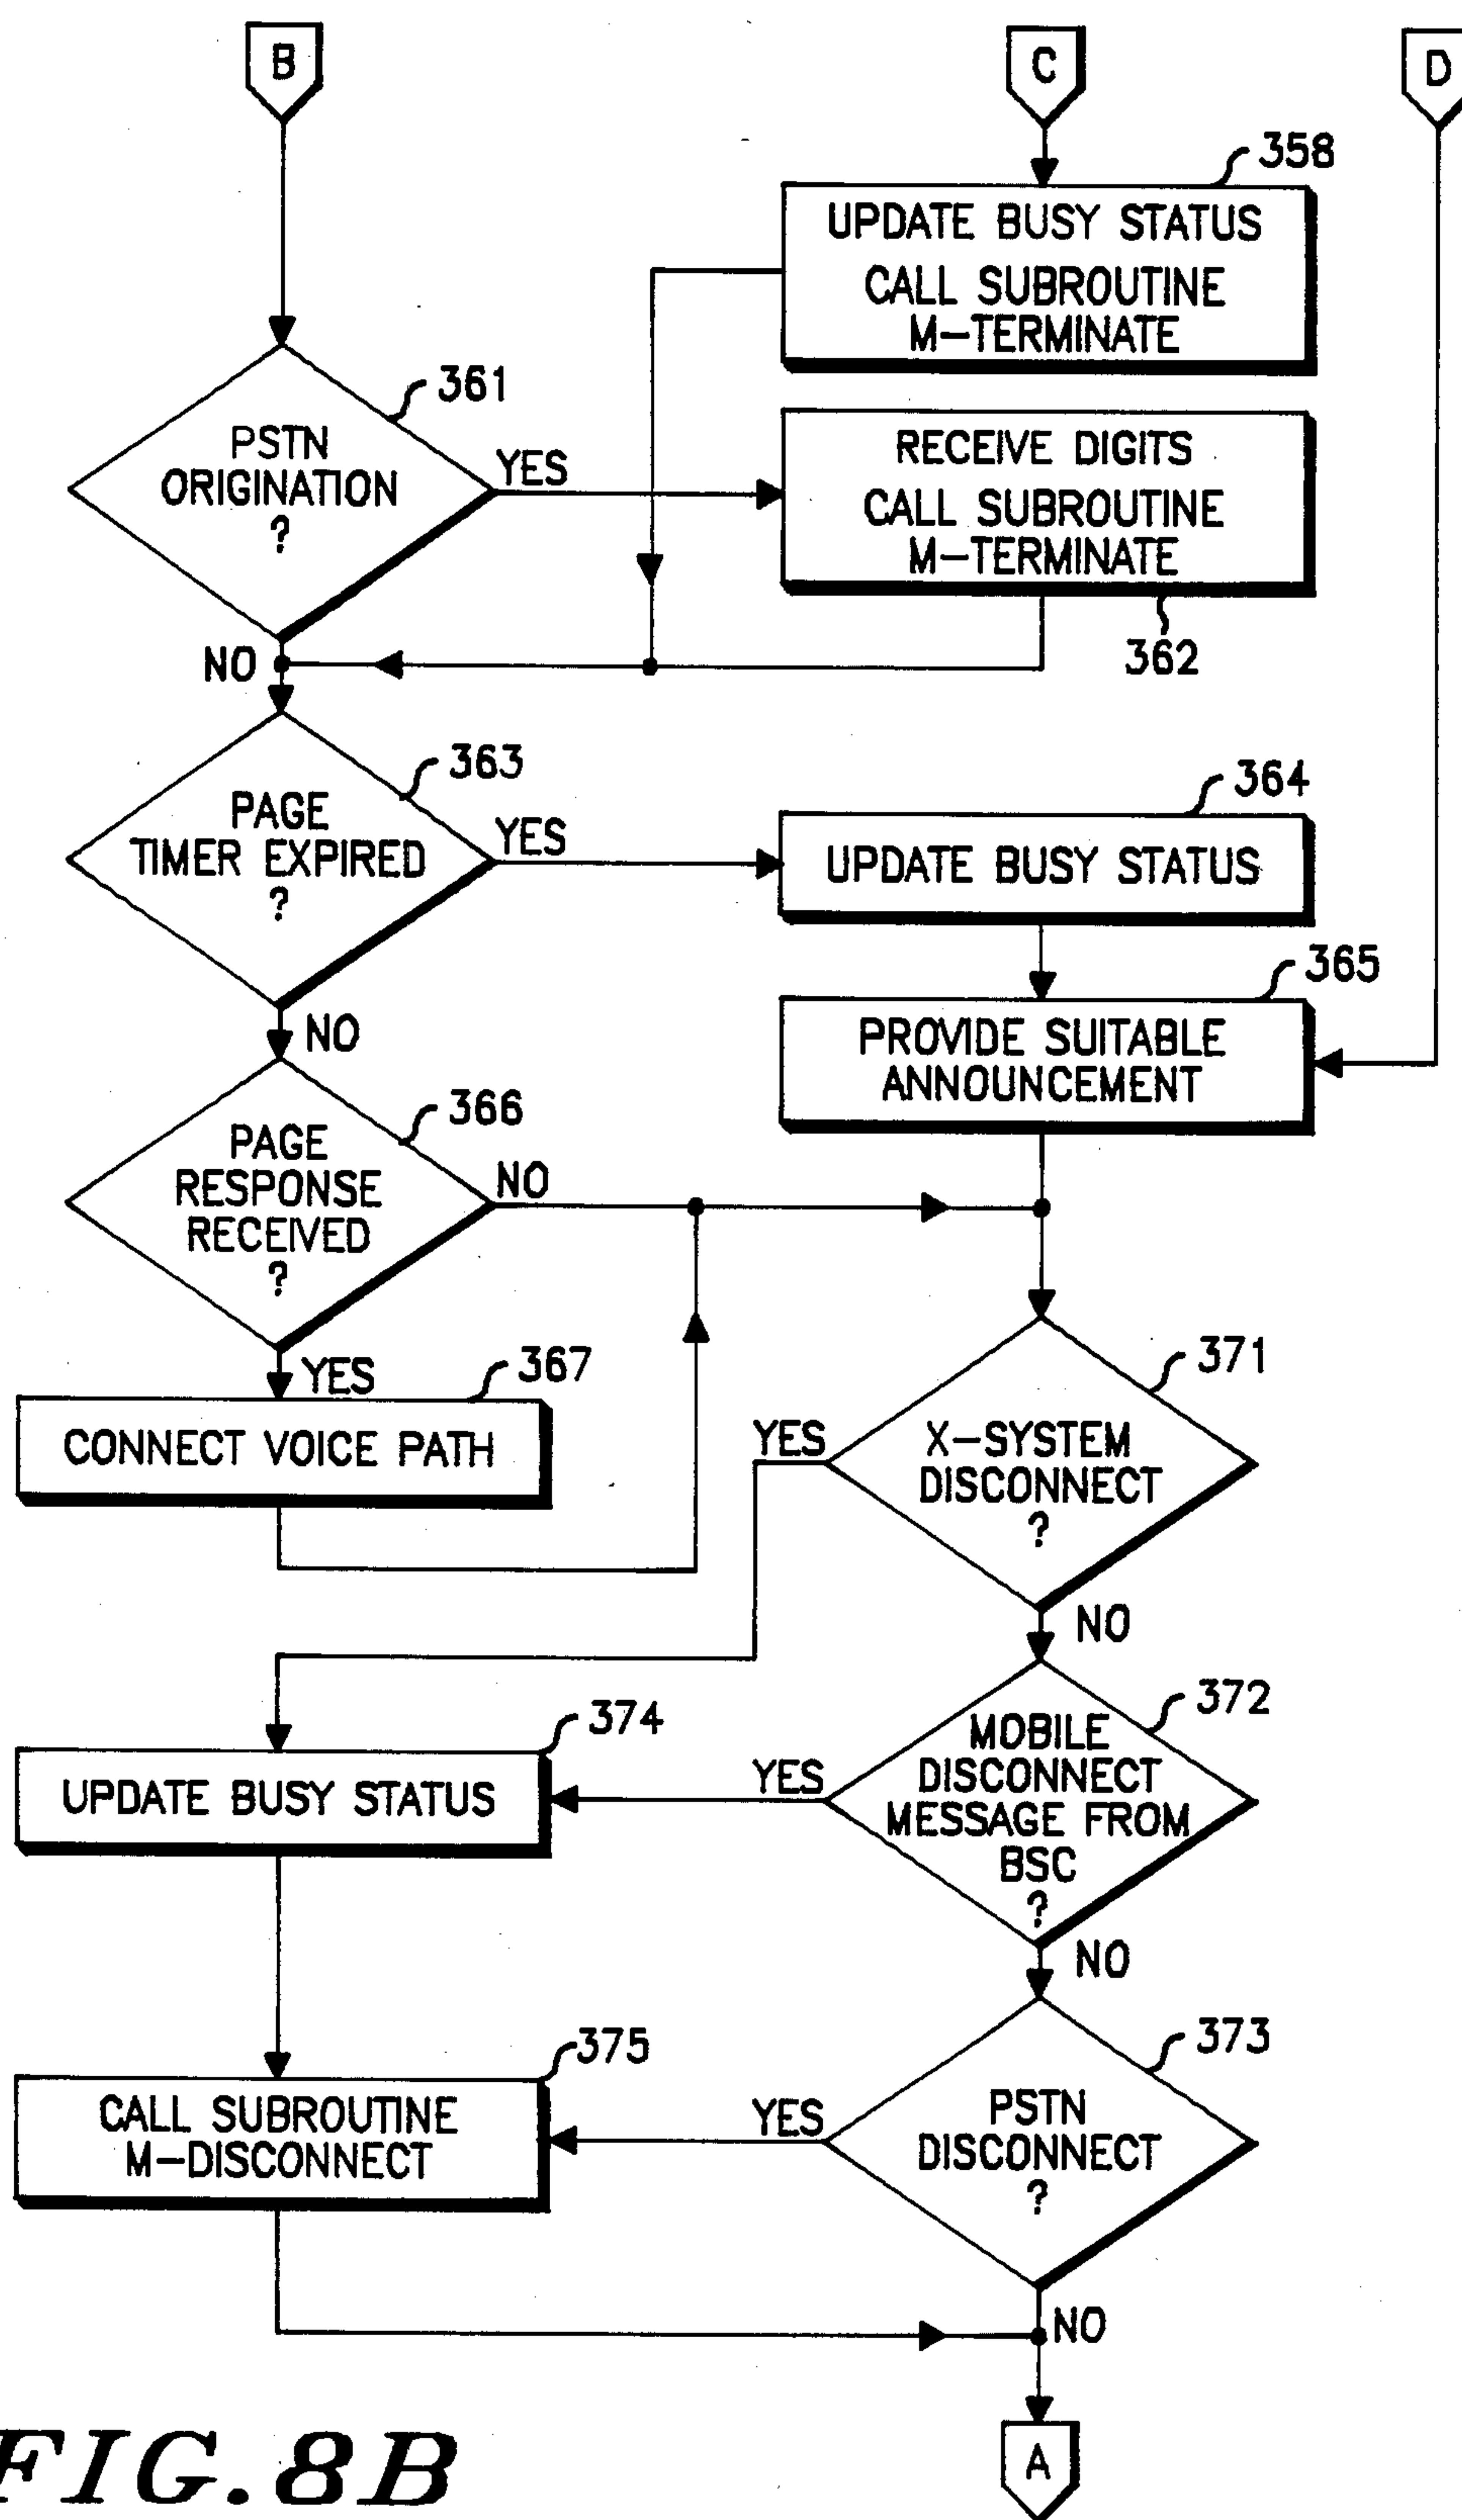 B
C
D
358
UPDATE BUSY STATUS
CALL SUBROUTINE
M-TERMINATE
361
PSTN
ORIGINATION
?
YES
RECEIVE DIGITS
CALL SUBROUTINE
M-TERMINATE
362
NO
363
PAGE
TIMER EXPIRED
?
YES
364
UPDATE BUSY STATUS
365
PROVIDE SUITABLE
ANNOUNCEMENT
NO
366
PAGE
RESPONSE
RECEIVED
?
NO
YES
367
CONNECT VOICE PATH
371
X-SYSTEM
DISCONNECT
?
YES
NO
372
MOBILE
DISCONNECT
MESSAGE FROM
BSC
?
YES
374
UPDATE BUSY STATUS
NO
373
PSTN
DISCONNECT
?
YES
375
CALL SUBROUTINE
M-DISCONNECT
NO
A
FIG.8B